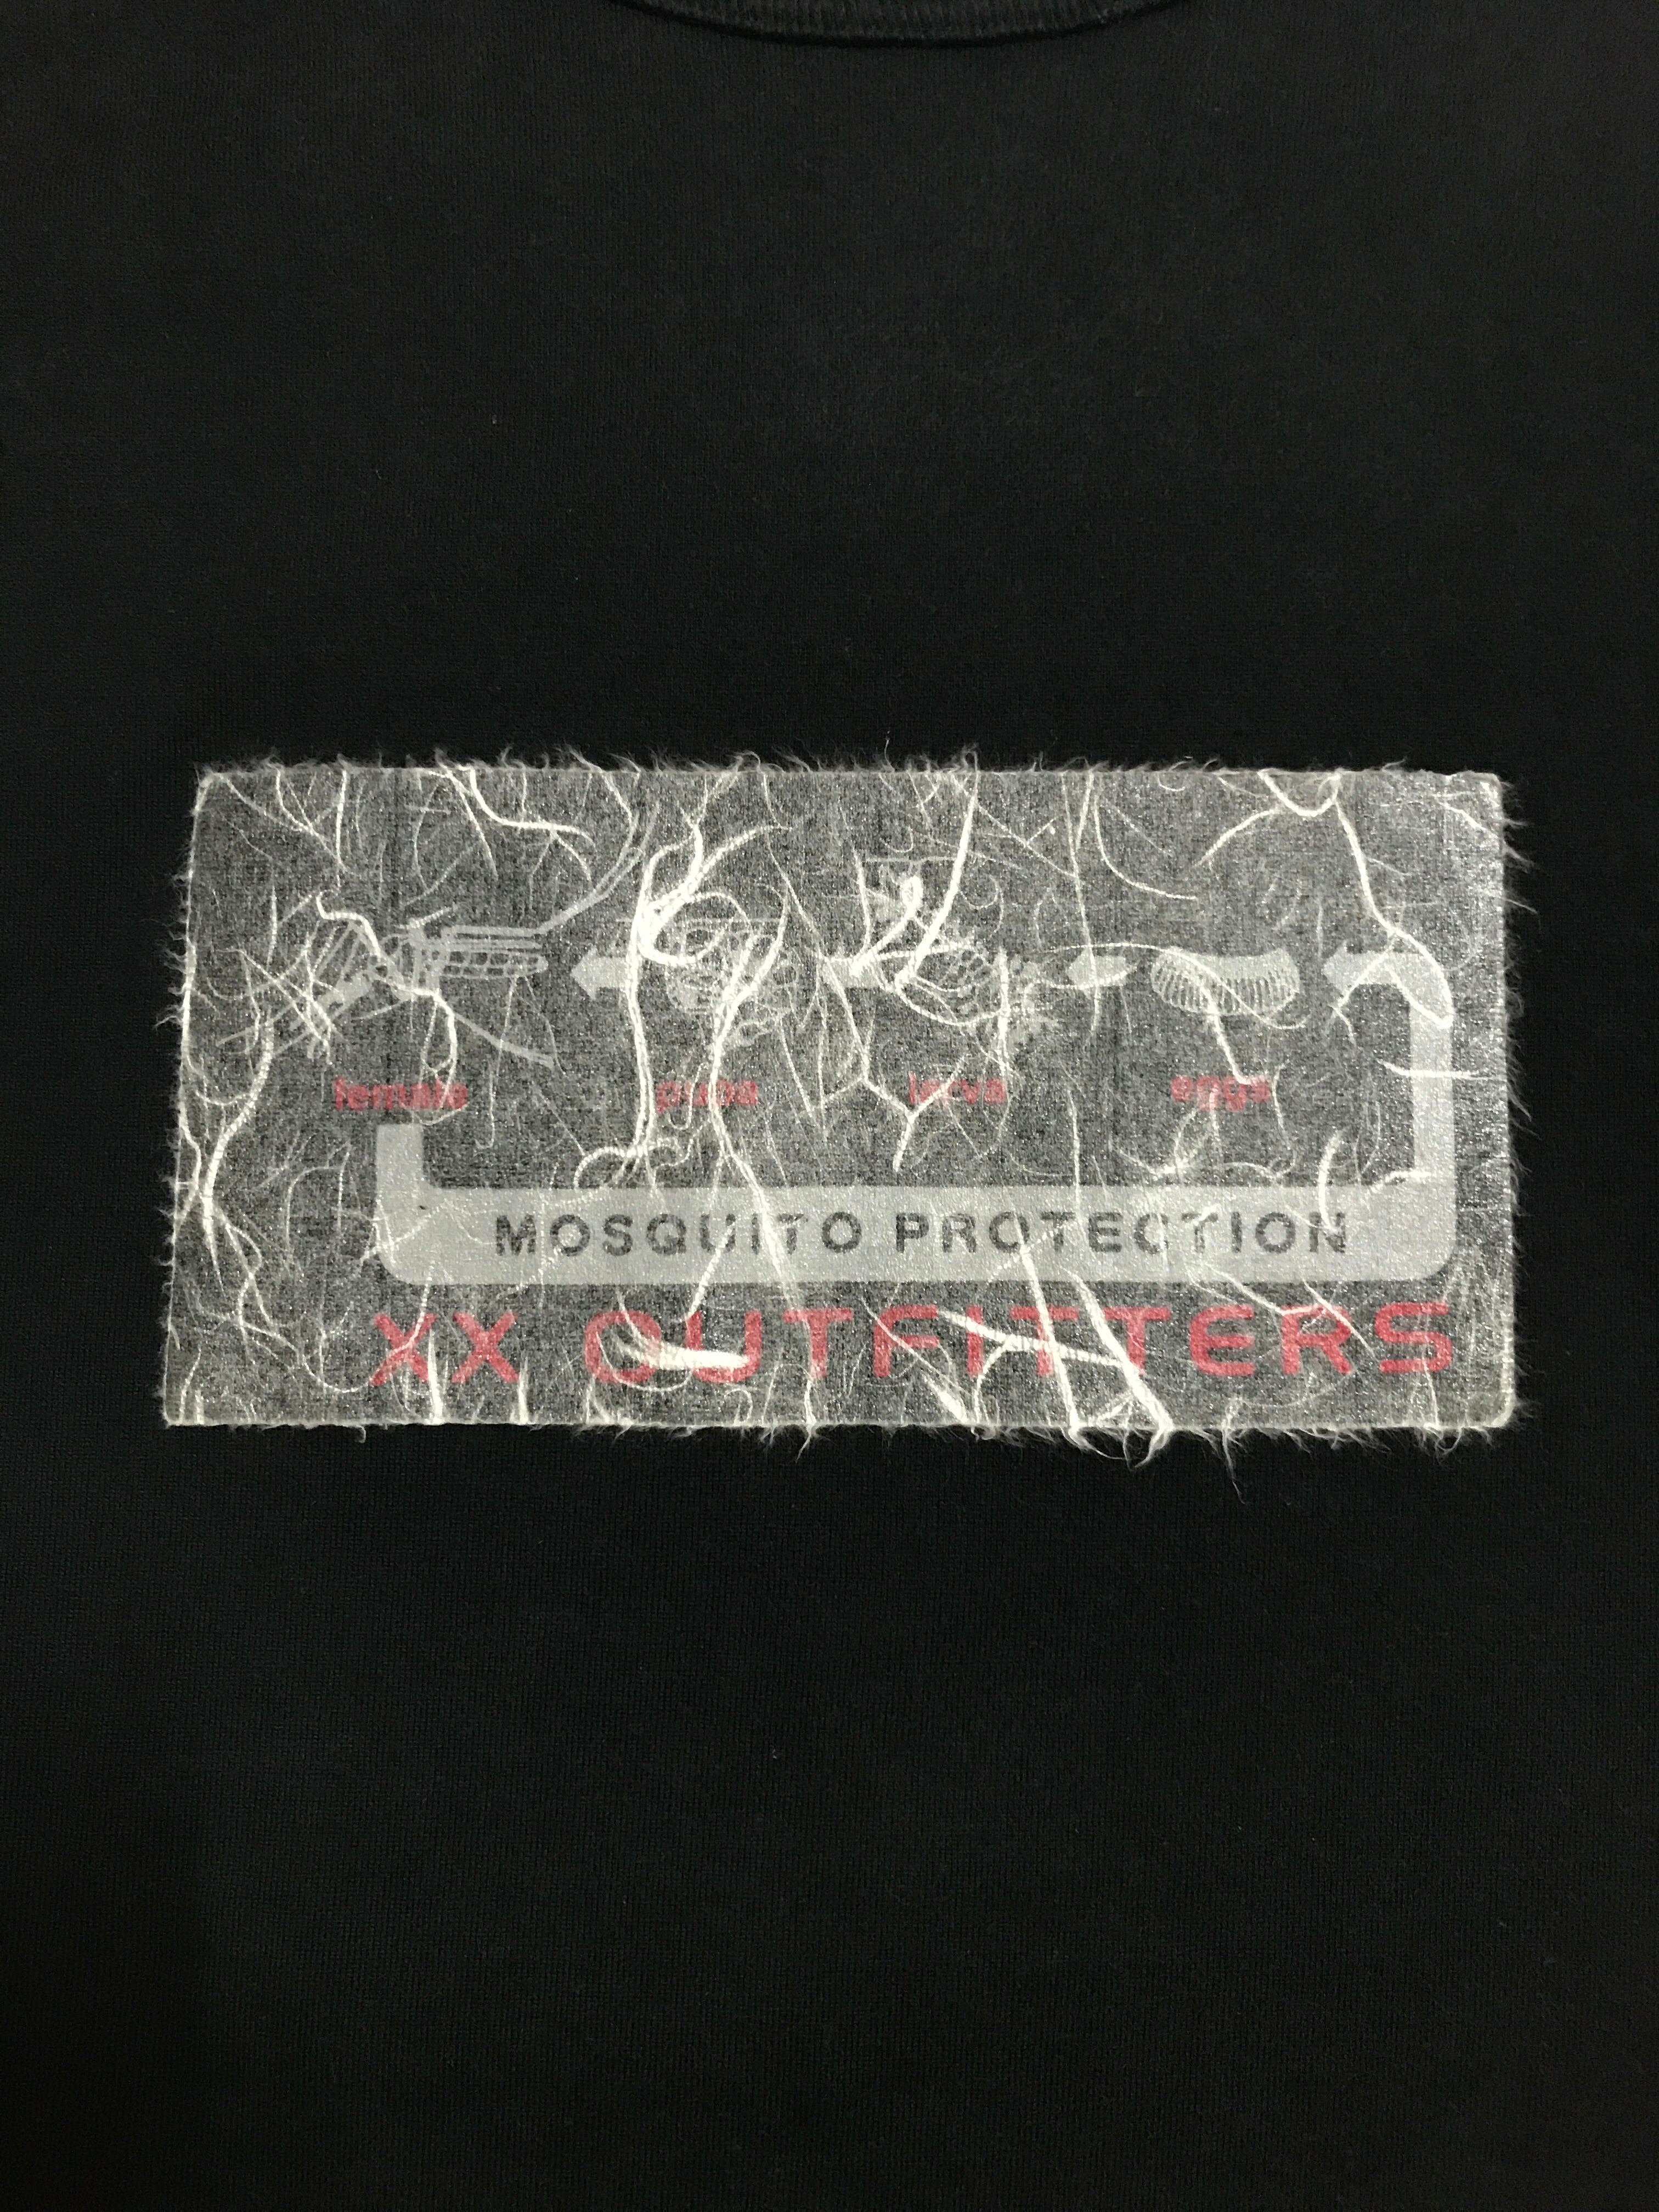 female pupa larva eggs
MOSQUITO PROTECTION
XX OUTFITTERS